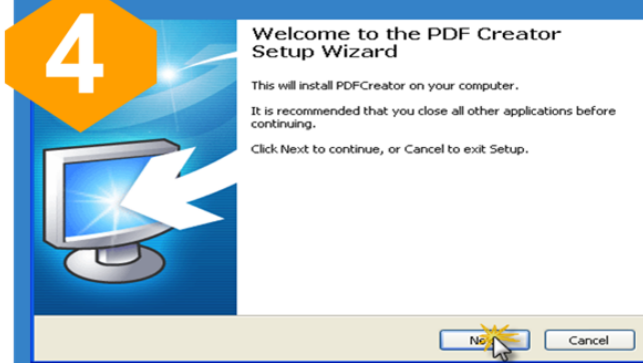 4
Welcome to the PDF Creator
Setup Wizard
This will install PDFCreator on your computer.
It is recommended that you close all other applications before
continuing.
Click Next to continue, or Cancel to exit Setup.
Cancel